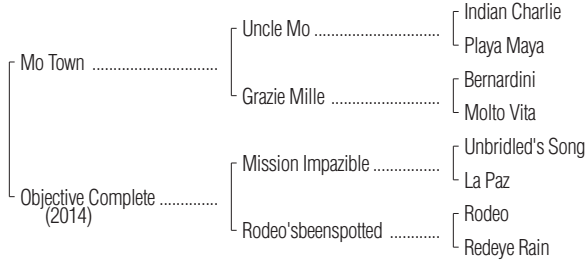 Indian Charlie
Uncle Mo ..............................
Playa Maya
Mo Town ..............................
Bernardini
Grazie Mille ..........................
Molto Vita
Unbridled's Song
Mission Impazible ................
La Paz
Objective Complete ..............
(2014)
Rodeo
Rodeo'sbeenspotted ............
Redeye Rain